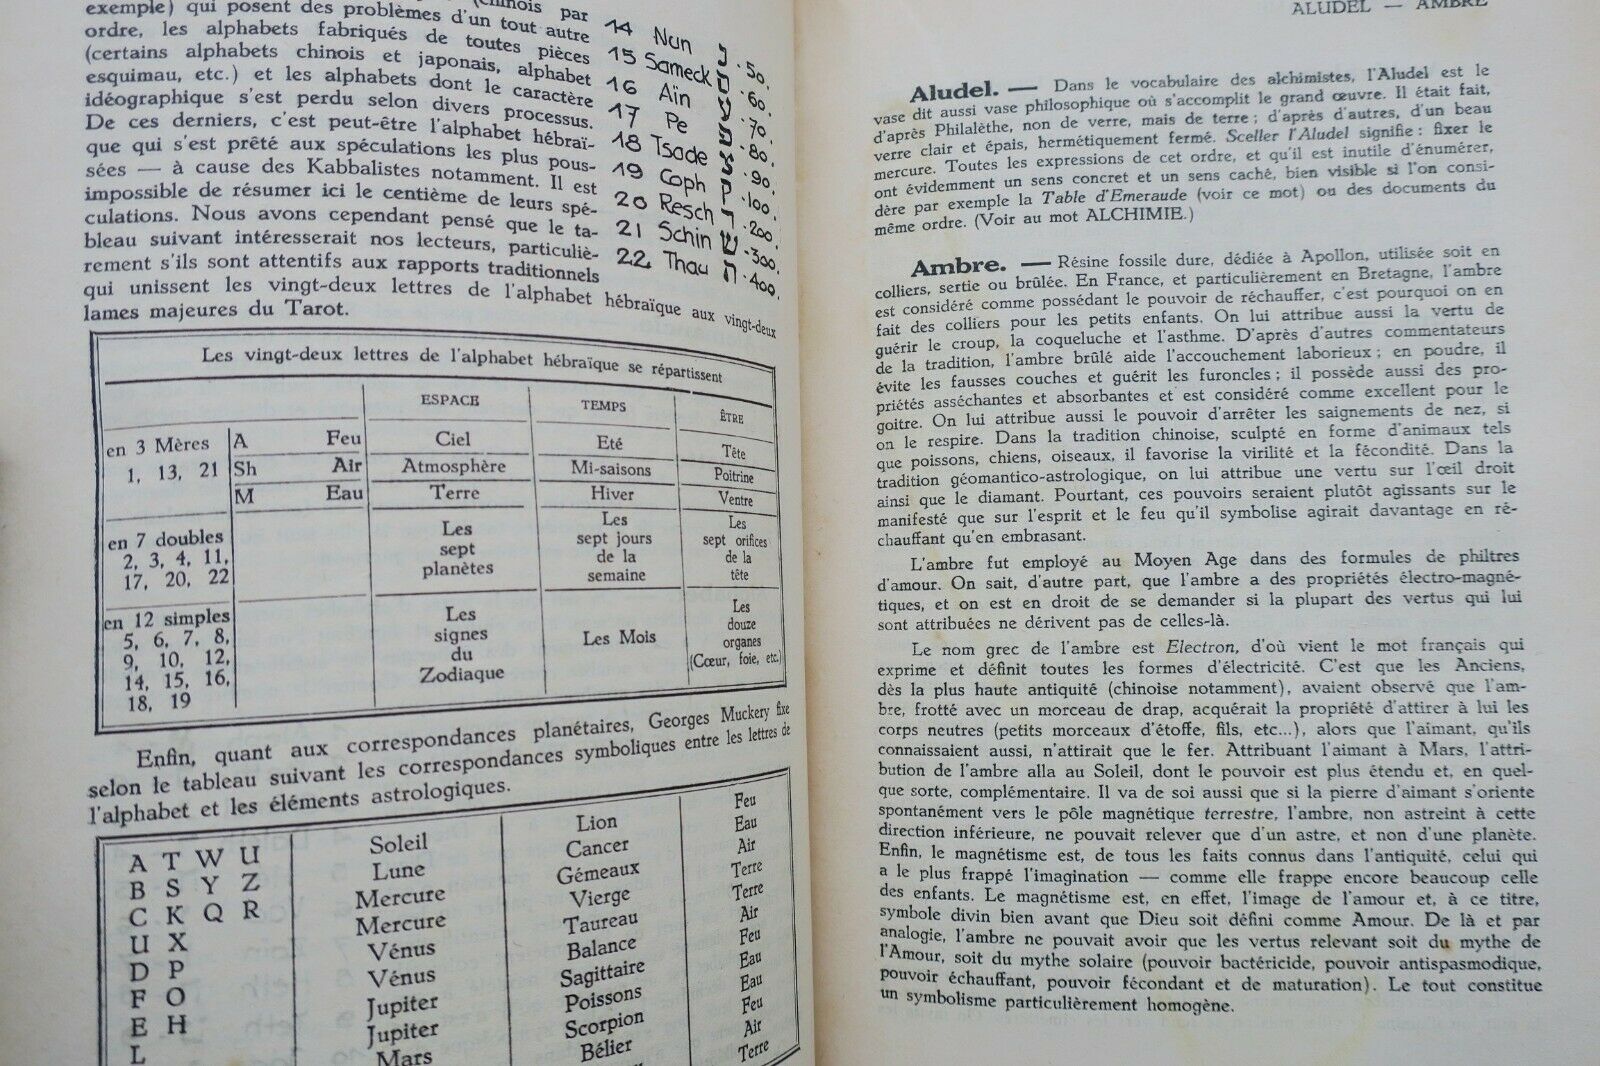 exemple) qui posent des problèmes d'un tout autre
ordre, les alphabets fabriqués de toutes pièces
(certains alphabets chinois et japonais, alphabet
esquimau, etc.) et les alphabets dont le caractère
idéographique s'est perdu selon divers processus.
De ces derniers, c'est peut-être l'alphabet hébraï-
que qui s'est prêté aux spéculations les plus pous-
sées — à cause des Kabbalistes notamment. Il est
impossible de résumer ici le centième de leurs spé-
culations. Nous avons cependant pensé que le ta-
bleau suivant intéresserait nos lecteurs, particuliè-
rement s'ils sont attentifs aux rapports traditionnels
qui unissent les vingt-deux lettres de l'alphabet hébraïque aux vingt-deux
lames majeures du Tarot.
14 Nun נ .50.
15 Sameck ס .60.
16 Aïn ע .70.
17 Pe פ .80.
18 Tsade צ .90.
19 Coph ק .100.
20 Resch ר .200.
21 Schin ש .300.
22 Thau ת .400.
Les vingt-deux lettres de l'alphabet hébraïque se répartissent
ESPACE TEMPS ÊTRE
en 3 Mères A Feu Ciel Eté Tête
1, 13, 21 Sh Air Atmosphère Mi-saisons Poitrine
M Eau Terre Hiver Ventre
en 7 doubles Les Les Les
2, 3, 4, 11, sept sept jours sept orifices
17, 20, 22 planètes de la de la
semaine tête
en 12 simples Les Les
5, 6, 7, 8, signes douze
9, 10, 12, du Les Mois organes
14, 15, 16, Zodiaque (Cœur, foie, etc.)
18, 19
Enfin, quant aux correspondances planétaires, Georges Muckery fixe
selon le tableau suivant les correspondances symboliques entre les lettres de
l'alphabet et les éléments astrologiques.
A T W U Soleil Lion Feu
B S Y Z Lune Cancer Eau
C K Q R Mercure Gémeaux Air
U X Mercure Vierge Terre
D P Vénus Taureau Terre
F O Vénus Balance Air
E H Jupiter Sagittaire Feu
L Jupiter Poissons Eau
Mars Scorpion Eau
Bélier Feu
Air
Terre
ALUDEL — AMBRE
Aludel. — Dans le vocabulaire des alchimistes, l'Aludel est le
vase dit aussi vase philosophique où s'accomplit le grand œuvre. Il était fait,
d'après Philalèthe, non de verre, mais de terre ; d'après d'autres, d'un beau
verre clair et épais, hermétiquement fermé. Sceller l'Aludel signifie : fixer le
mercure. Toutes les expressions de cet ordre, et qu'il est inutile d'énumérer,
ont évidemment un sens concret et un sens caché, bien visible si l'on consi-
dère par exemple la Table d'Emeraude (voir ce mot) ou des documents du
même ordre. (Voir au mot ALCHIMIE.)
Ambre. — Résine fossile dure, dédiée à Apollon, utilisée soit en
colliers, sertie ou brûlée. En France, et particulièrement en Bretagne, l'ambre
est considéré comme possédant le pouvoir de réchauffer, c'est pourquoi on en
fait des colliers pour les petits enfants. On lui attribue aussi la vertu de
guérir le croup, la coqueluche et l'asthme. D'après d'autres commentateurs
de la tradition, l'ambre brûlé aide l'accouchement laborieux ; en poudre, il
évite les fausses couches et guérit les furoncles ; il possède aussi des pro-
priétés asséchantes et absorbantes et est considéré comme excellent pour le
goitre. On lui attribue aussi le pouvoir d'arrêter les saignements de nez, si
on le respire. Dans la tradition chinoise, sculpté en forme d'animaux tels
que poissons, chiens, oiseaux, il favorise la virilité et la fécondité. Dans la
tradition géomantico-astrologique, on lui attribue une vertu sur l'œil droit
ainsi que le diamant. Pourtant, ces pouvoirs seraient plutôt agissants sur le
manifesté que sur l'esprit et le feu qu'il symbolise agirait davantage en ré-
chauffant qu'en embrasant.
L'ambre fut employé au Moyen Age dans des formules de philtres
d'amour. On sait, d'autre part, que l'ambre a des propriétés électro-magné-
tiques, et on est en droit de se demander si la plupart des vertus qui lui
sont attribuées ne dérivent pas de celles-là.
Le nom grec de l'ambre est Electron, d'où vient le mot français qui
exprime et définit toutes les formes d'électricité. C'est que les Anciens,
dès la plus haute antiquité (chinoise notamment), avaient observé que l'am-
bre, frotté avec un morceau de drap, acquérait la propriété d'attirer à lui les
corps neutres (petits morceaux d'étoffe, fils, etc...), alors que l'aimant, qu'ils
connaissaient aussi, n'attirait que le fer. Attribuant l'aimant à Mars, l'attri-
bution de l'ambre alla au Soleil, dont le pouvoir est plus étendu et, en quel-
que sorte, complémentaire. Il va de soi aussi que si la pierre d'aimant s'oriente
spontanément vers le pôle magnétique terrestre, l'ambre, non astreint à cette
direction inférieure, ne pouvait relever que d'un astre, et non d'une planète.
Enfin, le magnétisme est, de tous les faits connus dans l'antiquité, celui qui
a le plus frappé l'imagination — comme elle frappe encore beaucoup celle
des enfants. Le magnétisme est, en effet, l'image de l'amour et, à ce titre,
symbole divin bien avant que Dieu soit défini comme Amour. De là et par
analogie, l'ambre ne pouvait avoir que les vertus relevant soit du mythe de
l'Amour, soit du mythe solaire (pouvoir bactéricide, pouvoir antispasmodique,
pouvoir échauffant, pouvoir fécondant et de maturation). Le tout constitue
un symbolisme particulièrement homogène.